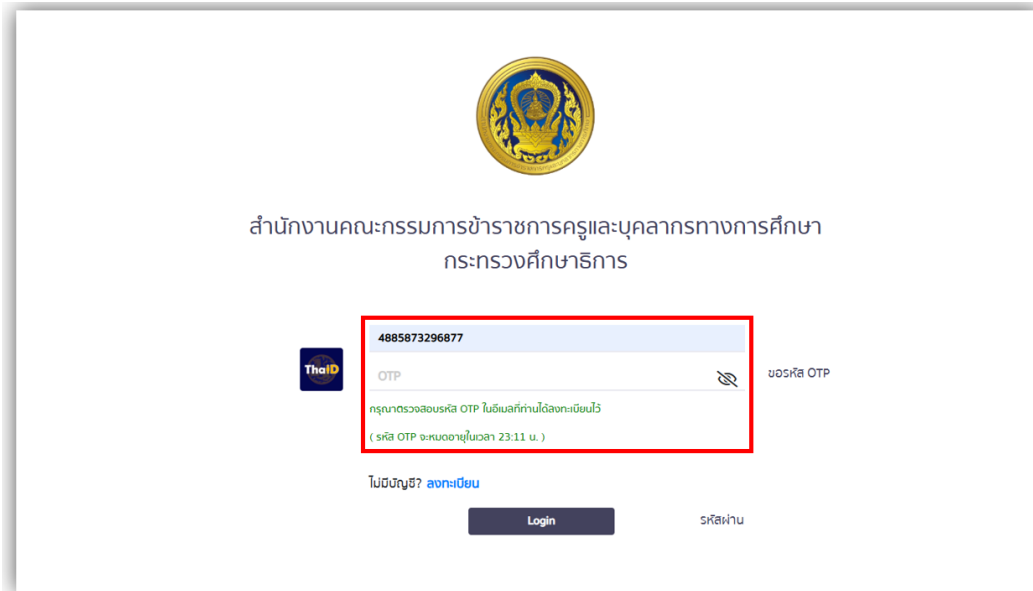 สำนักงานคณะกรรมการข้าราชการครูและบุคลากรทางการศึกษา
กระทรวงศึกษาธิการ
4885873296877
ThaID
OTP
ขอรหัส OTP
กรุณาตรวจสอบรหัส OTP ในอีเมลที่ท่านได้ลงทะเบียนไว้
( รหัส OTP จะหมดอายุในเวลา 23:11 น. )
ไม่มีบัญชี? ลงทะเบียน
Login
รหัสผ่าน